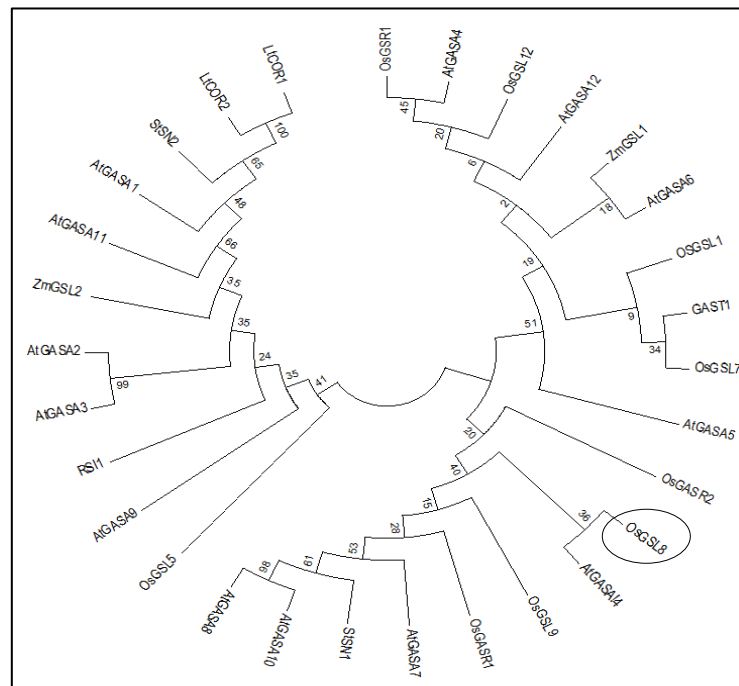 LtCOR1
LtCOR2
StSN2
AtGASA1
AtGASA11
ZmGSL2
AtGASA2
AtGASA3
RSI1
AtGASA9
OsGSL5
AtGASA8
AtGASA10
StSN1
AtGASA7
OsGASR1
OsGSL9
AtGASA14
OsGSL8
OsGASR2
AtGASA5
OsGSL7
GAST1
OSGSL1
AtGASA6
ZmGSL1
AtGASA12
OsGSL12
AtGASA4
OsGSR1
100
65
48
66
35
35
99
24
35
41
98
61
53
28
15
40
20
36
51
19
34
9
18
2
6
20
45